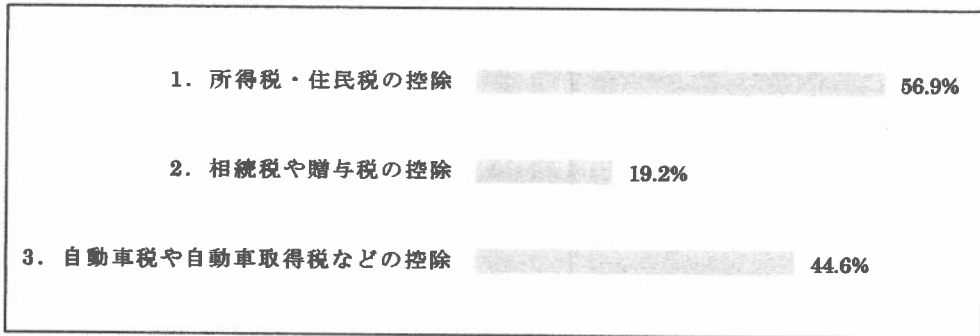 1. 所得税・住民税の控除 56.9%
2. 相続税や贈与税の控除 19.2%
3. 自動車税や自動車取得税などの控除 44.6%